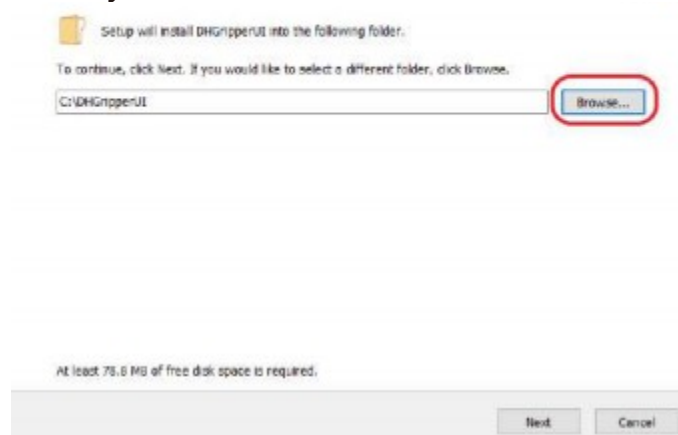 Setup will install DHGripperUI into the following folder.
To continue, click Next. If you would like to select a different folder, click Browse.
C:\DHGripperUI
Browse...
At least 78.8 MB of free disk space is required.
Next
Cancel